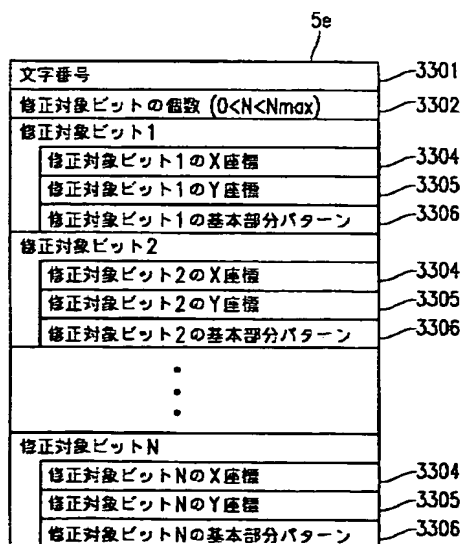 5e
文字番号 3301
修正対象ビットの個数 (0<N<Nmax) 3302
修正対象ビット1
修正対象ビット1のX座標 3304
修正対象ビット1のY座標 3305
修正対象ビット1の基本部分パターン 3306
修正対象ビット2
修正対象ビット2のX座標 3304
修正対象ビット2のY座標 3305
修正対象ビット2の基本部分パターン 3306
修正対象ビットN
修正対象ビットNのX座標 3304
修正対象ビットNのY座標 3305
修正対象ビットNの基本部分パターン 3306